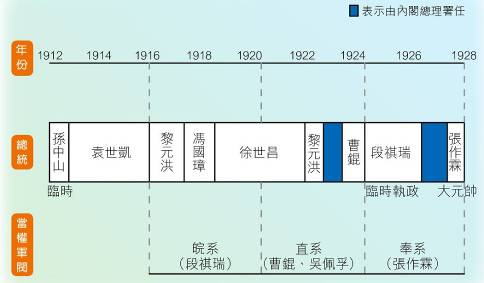 表示由內閣總理署任
年份
1912 1914 1916 1918 1920 1922 1924 1926 1928
總統
孫中山 袁世凱 黎元洪 馮國璋 徐世昌 黎元洪 曹錕 段祺瑞 張作霖
臨時 臨時執政 大元帥
當權軍閥
皖系 直系 奉系
（段祺瑞） （曹錕、吳佩孚） （張作霖）